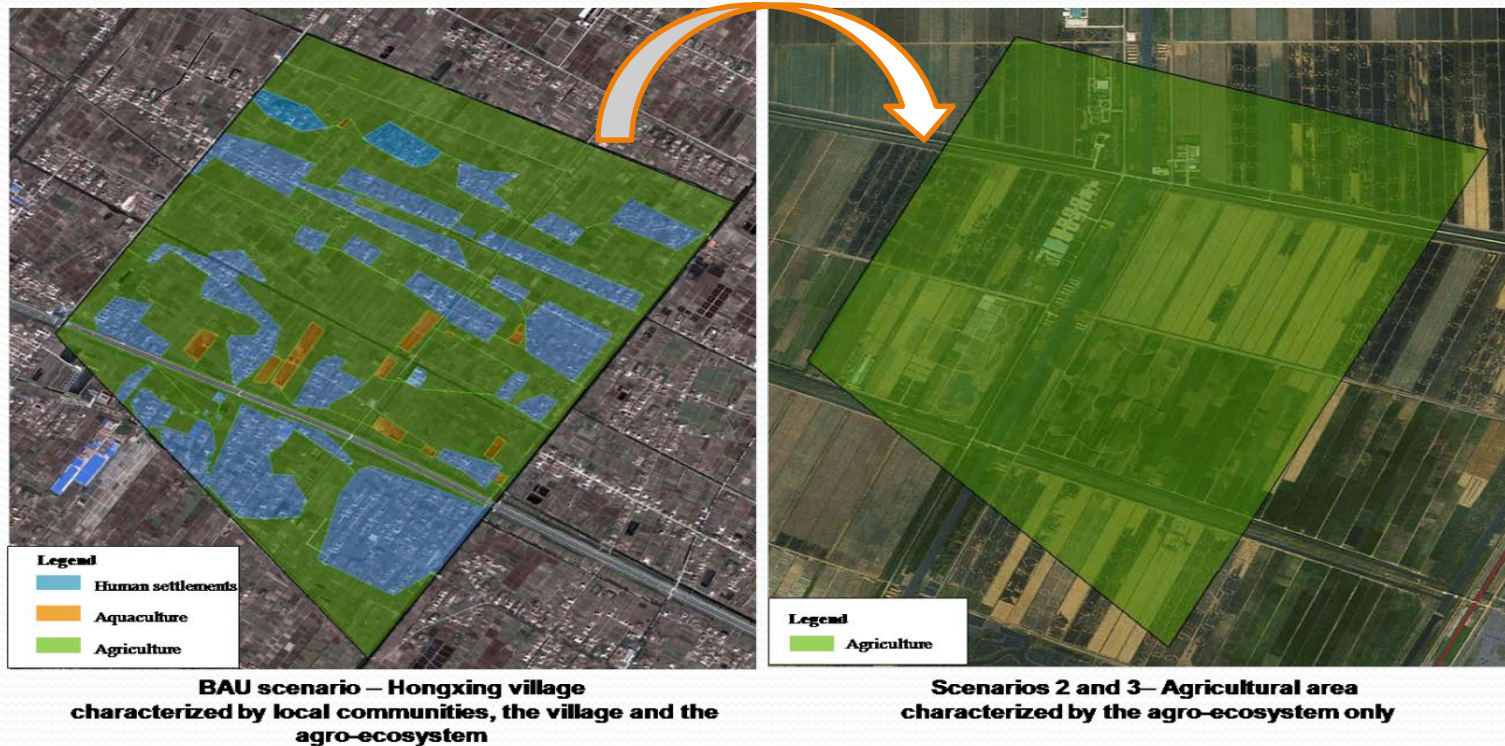 Legend
Human settlements
Aquaculture
Agriculture
BAU scenario – Hongxing village
characterized by local communities, the village and the
agro-ecosystem
Legend
Agriculture
Scenarios 2 and 3– Agricultural area
characterized by the agro-ecosystem only